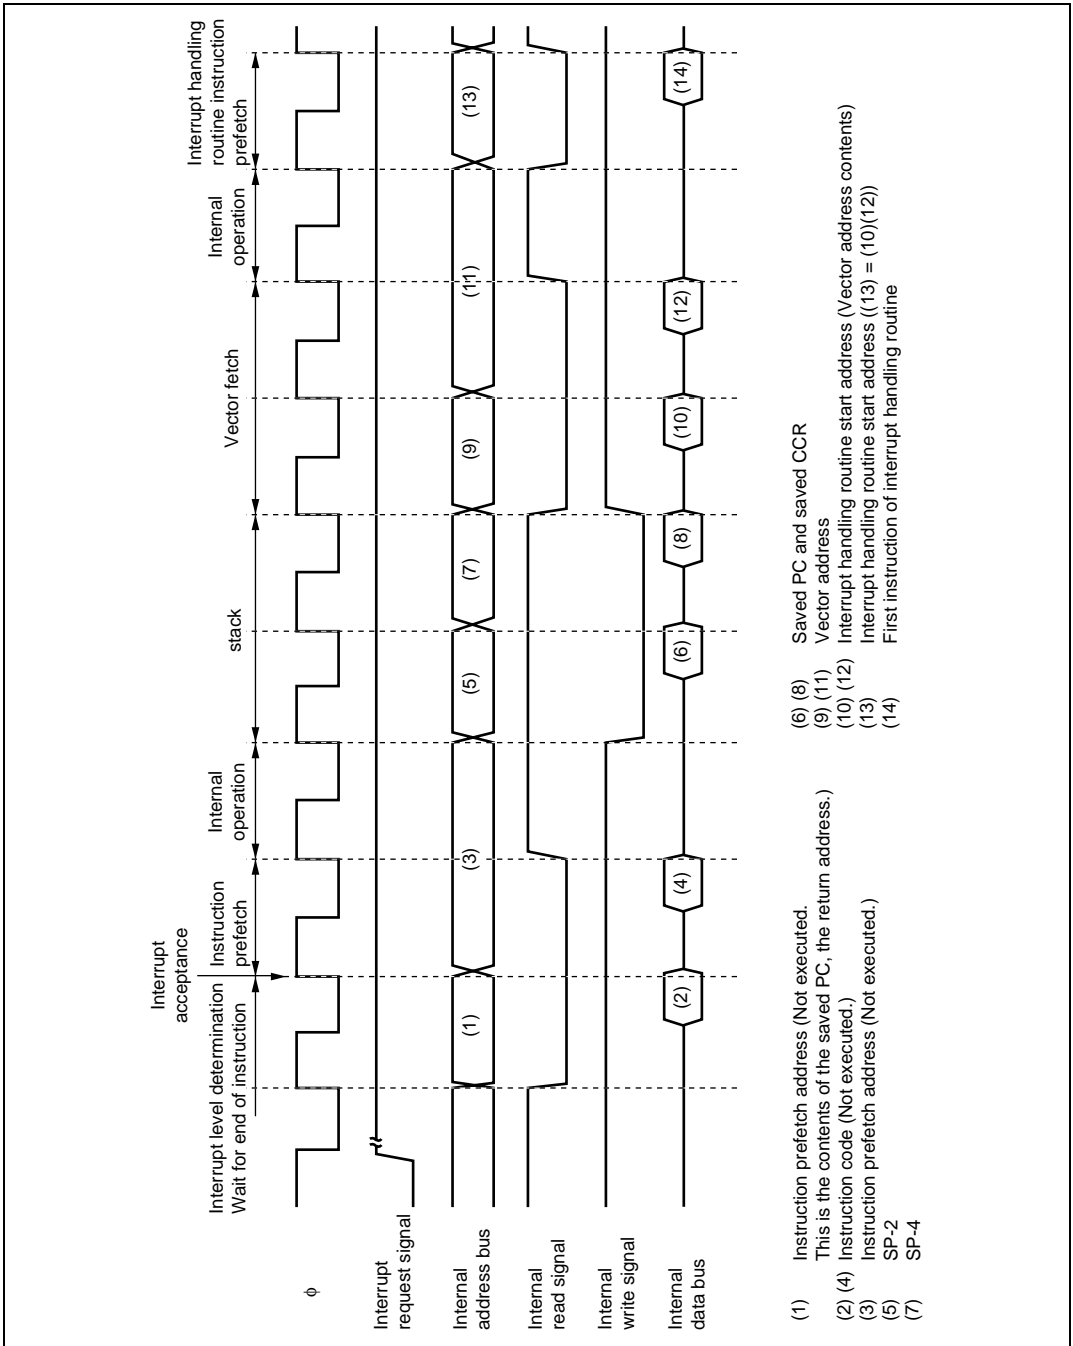 Interrupt
acceptance
Interrupt level determination
Wait for end of instruction
Instruction
prefetch
Internal
operation
stack
Vector fetch
Internal
operation
Interrupt handling
routine instruction
prefetch
φ
Interrupt
request signal
Internal
address bus
(1)
(3)
(5)
(7)
(9)
(11)
(13)
Internal
read signal
Internal
write signal
Internal
data bus
(2)
(4)
(6)
(8)
(10)
(12)
(14)
(1) Instruction prefetch address (Not executed.
This is the contents of the saved PC, the return address.)
(2) (4) Instruction code (Not executed.)
(3) Instruction prefetch address (Not executed.)
(5) SP-2
(7) SP-4
(6) (8) Saved PC and saved CCR
(9) (11) Vector address
(10) (12) Interrupt handling routine start address (Vector address contents)
(13) Interrupt handling routine start address ((13) = (10)(12))
(14) First instruction of interrupt handling routine